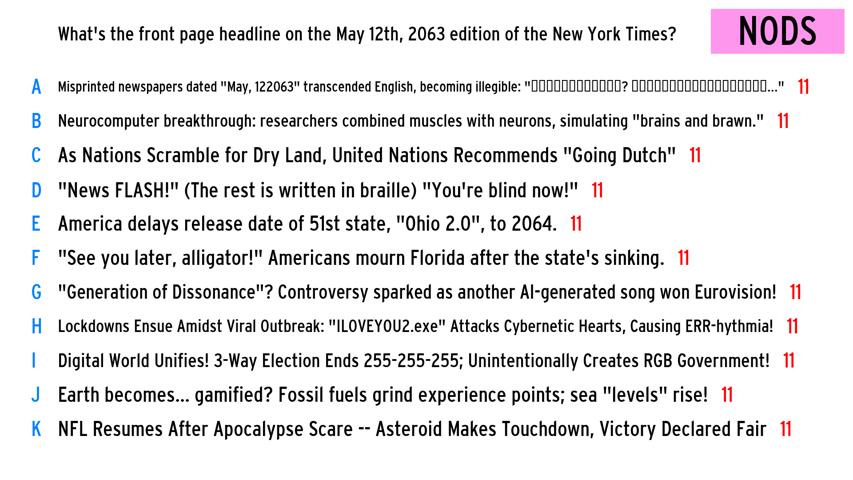 What's the front page headline on the May 12th, 2063 edition of the New York Times?
NODS
A Misprinted newspapers dated "May, 122063" transcended English, becoming illegible: "▯▯▯▯▯▯▯▯▯▯▯▯? ▯▯▯▯▯▯▯▯▯▯▯▯▯▯▯▯▯▯..." 11
B Neurocomputer breakthrough: researchers combined muscles with neurons, simulating "brains and brawn." 11
C As Nations Scramble for Dry Land, United Nations Recommends "Going Dutch" 11
D "News FLASH!" (The rest is written in braille) "You're blind now!" 11
E America delays release date of 51st state, "Ohio 2.0", to 2064. 11
F "See you later, alligator!" Americans mourn Florida after the state's sinking. 11
G "Generation of Dissonance"? Controversy sparked as another AI-generated song won Eurovision! 11
H Lockdowns Ensue Amidst Viral Outbreak: "ILOVEYOU2.exe" Attacks Cybernetic Hearts, Causing ERR-hythmia! 11
I Digital World Unifies! 3-Way Election Ends 255-255-255; Unintentionally Creates RGB Government! 11
J Earth becomes... gamified? Fossil fuels grind experience points; sea "levels" rise! 11
K NFL Resumes After Apocalypse Scare -- Asteroid Makes Touchdown, Victory Declared Fair 11